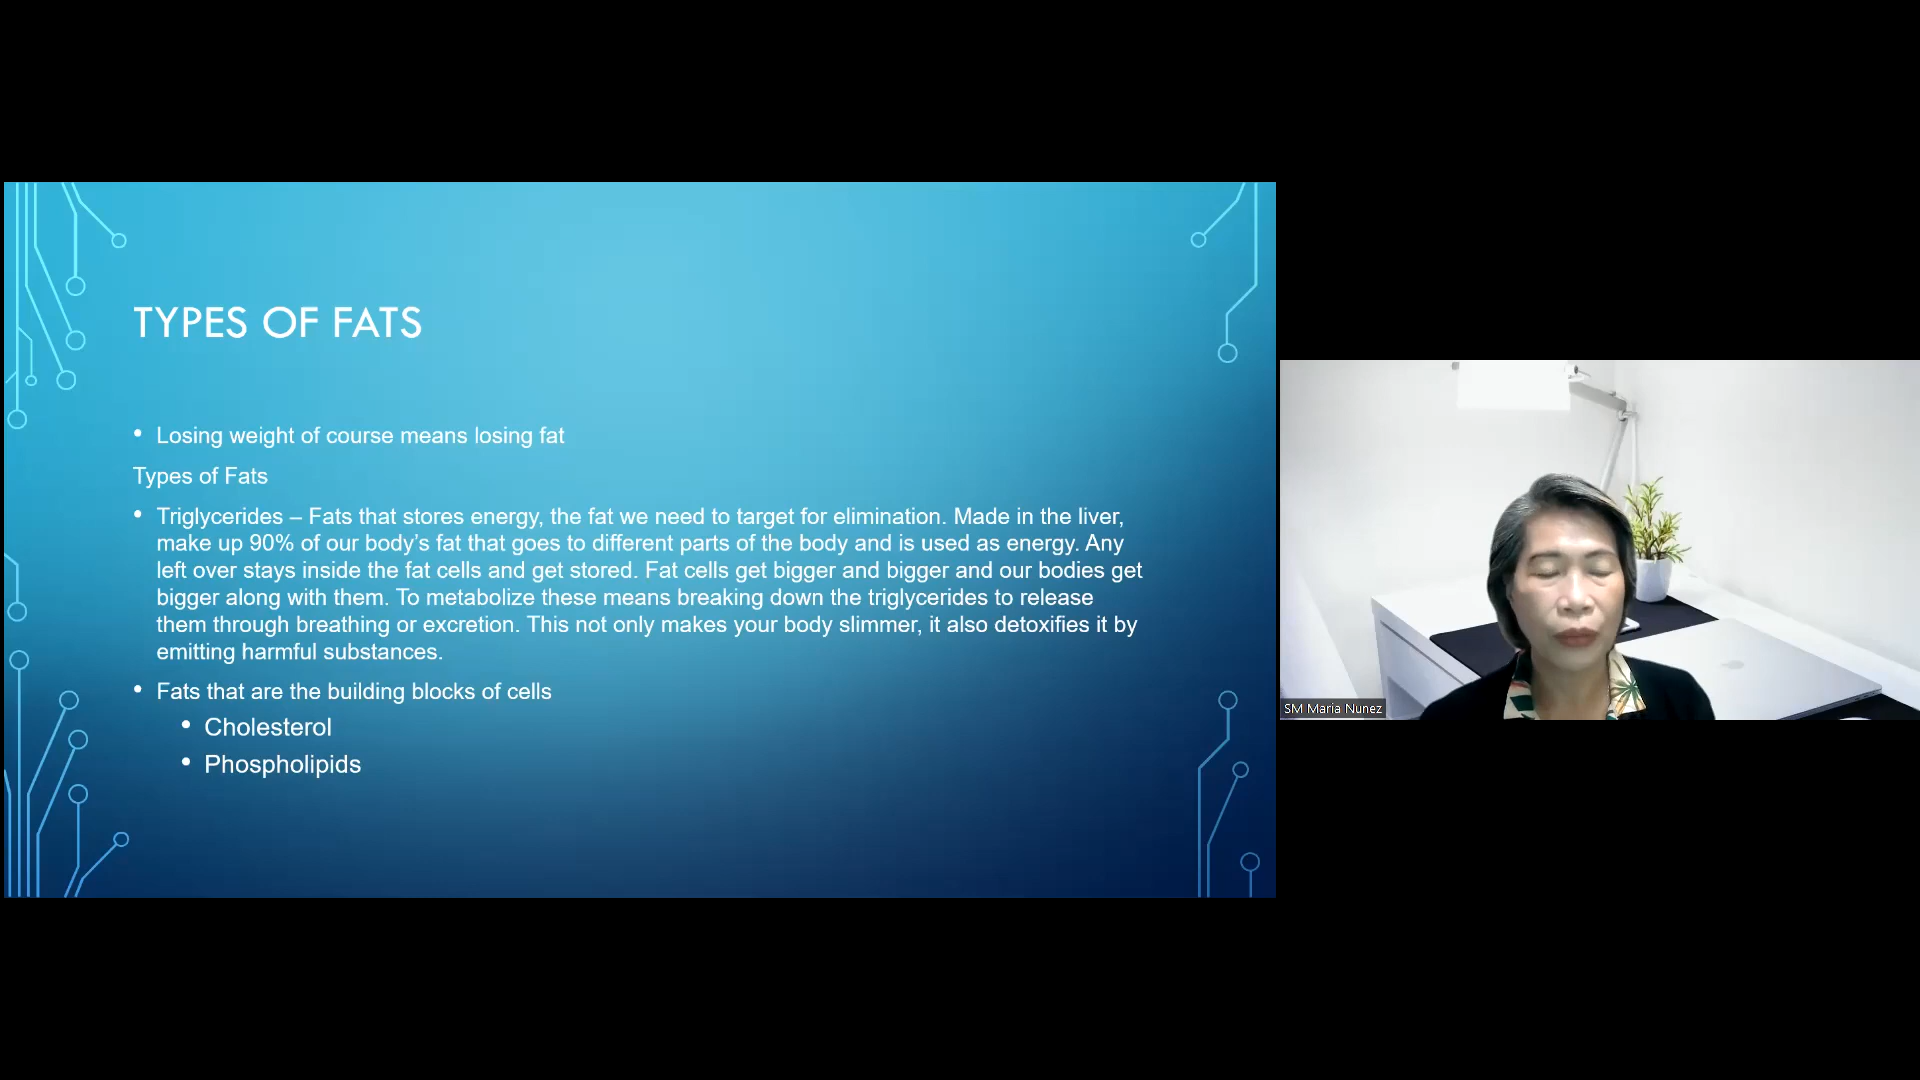 TYPES OF FATS
• Losing weight of course means losing fat
Types of Fats
• Triglycerides – Fats that stores energy, the fat we need to target for elimination. Made in the liver,
make up 90% of our body's fat that goes to different parts of the body and is used as energy. Any
left over stays inside the fat cells and get stored. Fat cells get bigger and bigger and our bodies get
bigger along with them. To metabolize these means breaking down the triglycerides to release
them through breathing or excretion. This not only makes your body slimmer, it also detoxifies it by
emitting harmful substances.
• Fats that are the building blocks of cells
• Cholesterol
• Phospholipids
SM Maria Nunez